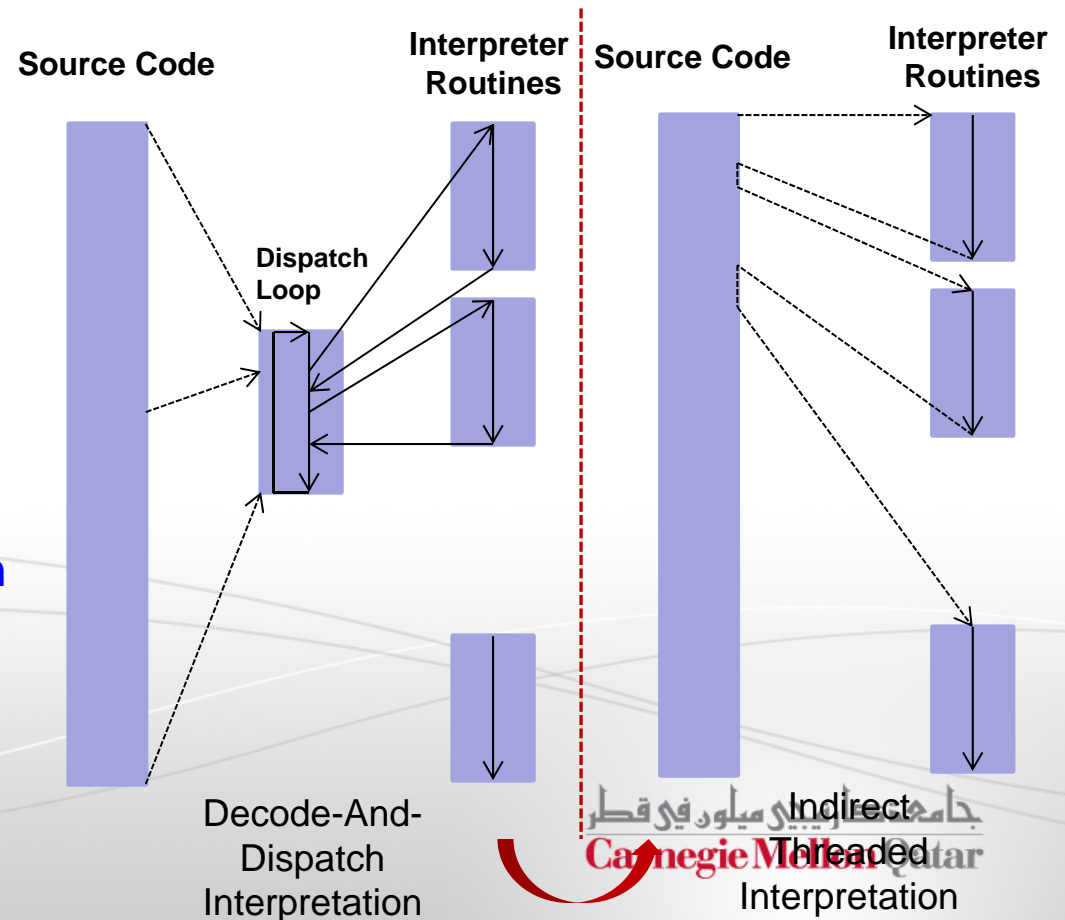 Source Code
Interpreter
Routines
Dispatch
Loop
Decode-And-
Dispatch
Interpretation
Source Code
Interpreter
Routines
Indirect
Threaded
Interpretation
جامعة كارنيجي ميلون في قطر
Carnegie Mellon Qatar
n